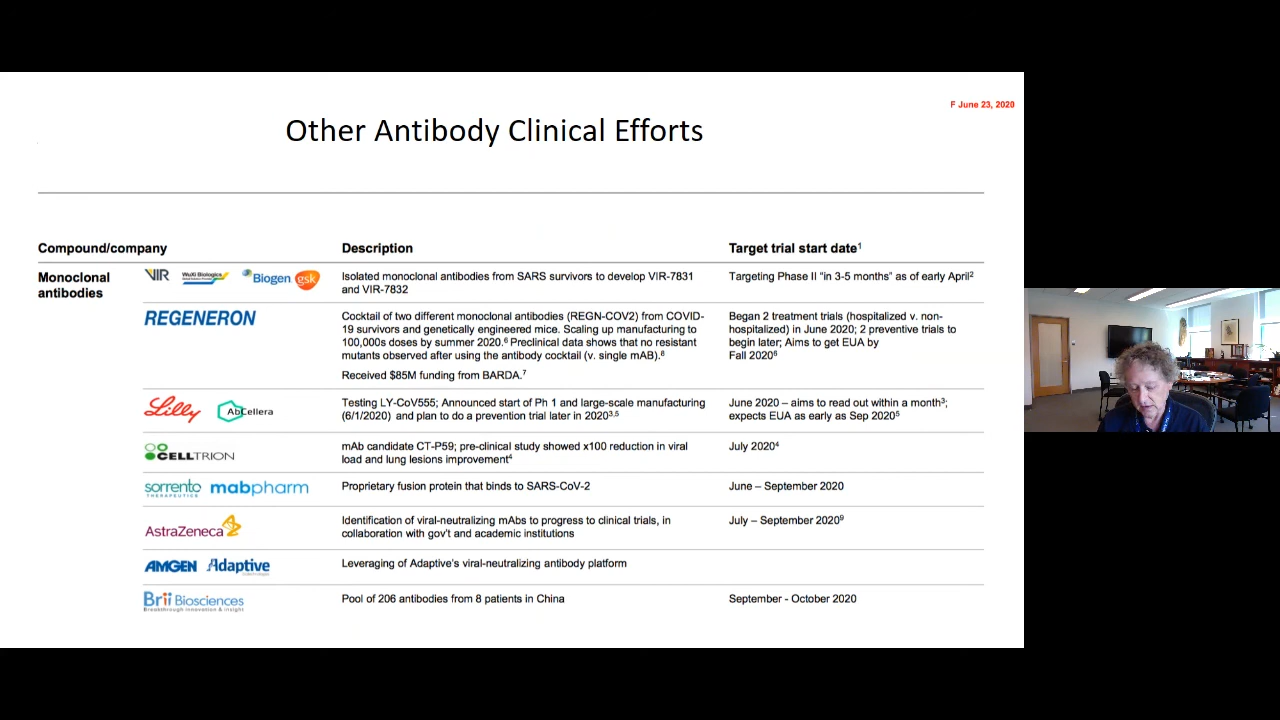 F June 23, 2020
Other Antibody Clinical Efforts
Compound/company
Description
Target trial start date¹
Monoclonal
antibodies
VIR
WuXi Biologics
Biogen
gsk
Isolated monoclonal antibodies from SARS survivors to develop VIR-7831
and VIR-7832
Targeting Phase II “in 3-5 months” as of early April²
REGENERON
Cocktail of two different monoclonal antibodies (REGN-COV2) from COVID-
19 survivors and genetically engineered mice. Scaling up manufacturing to
100,000s doses by summer 2020.⁶ Preclinical data shows that no resistant
mutants observed after using the antibody cocktail (v. single mAB).⁸
Received $85M funding from BARDA.⁷
Began 2 treatment trials (hospitalized v. non-
hospitalized) in June 2020; 2 preventive trials to
begin later; Aims to get EUA by
Fall 2020⁶
Lilly
AbCellera
Testing LY-CoV555; Announced start of Ph 1 and large-scale manufacturing
(6/1/2020) and plan to do a prevention trial later in 2020³,⁵
June 2020 – aims to read out within a month³;
expects EUA as early as Sep 2020⁵
CELLTRION
mAb candidate CT-P59; pre-clinical study showed x100 reduction in viral
load and lung lesions improvement⁴
July 2020⁴
sorrento
THERAPEUTICS
mabpharm
Proprietary fusion protein that binds to SARS-CoV-2
June – September 2020
AstraZeneca
Identification of viral-neutralizing mAbs to progress to clinical trials, in
collaboration with gov’t and academic institutions
July – September 2020⁹
AMGEN
Adaptive
Leveraging of Adaptive’s viral-neutralizing antibody platform
Brii Biosciences
Breakthrough Innovation & Insight
Pool of 206 antibodies from 8 patients in China
September - October 2020